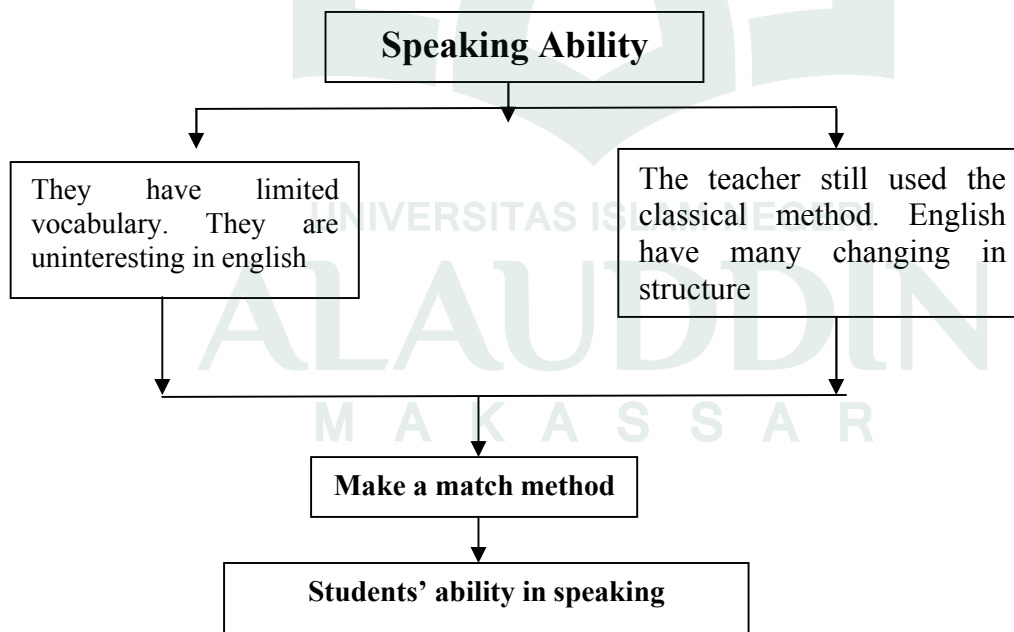 Speaking Ability
They have limited
vocabulary. They are
uninteresting in english
The teacher still used the
classical method. English
have many changing in
structure
UNIVERSITAS ISLAM NEGERI
ALAUDDIN
MAKASSAR
Make a match method
Students’ ability in speaking